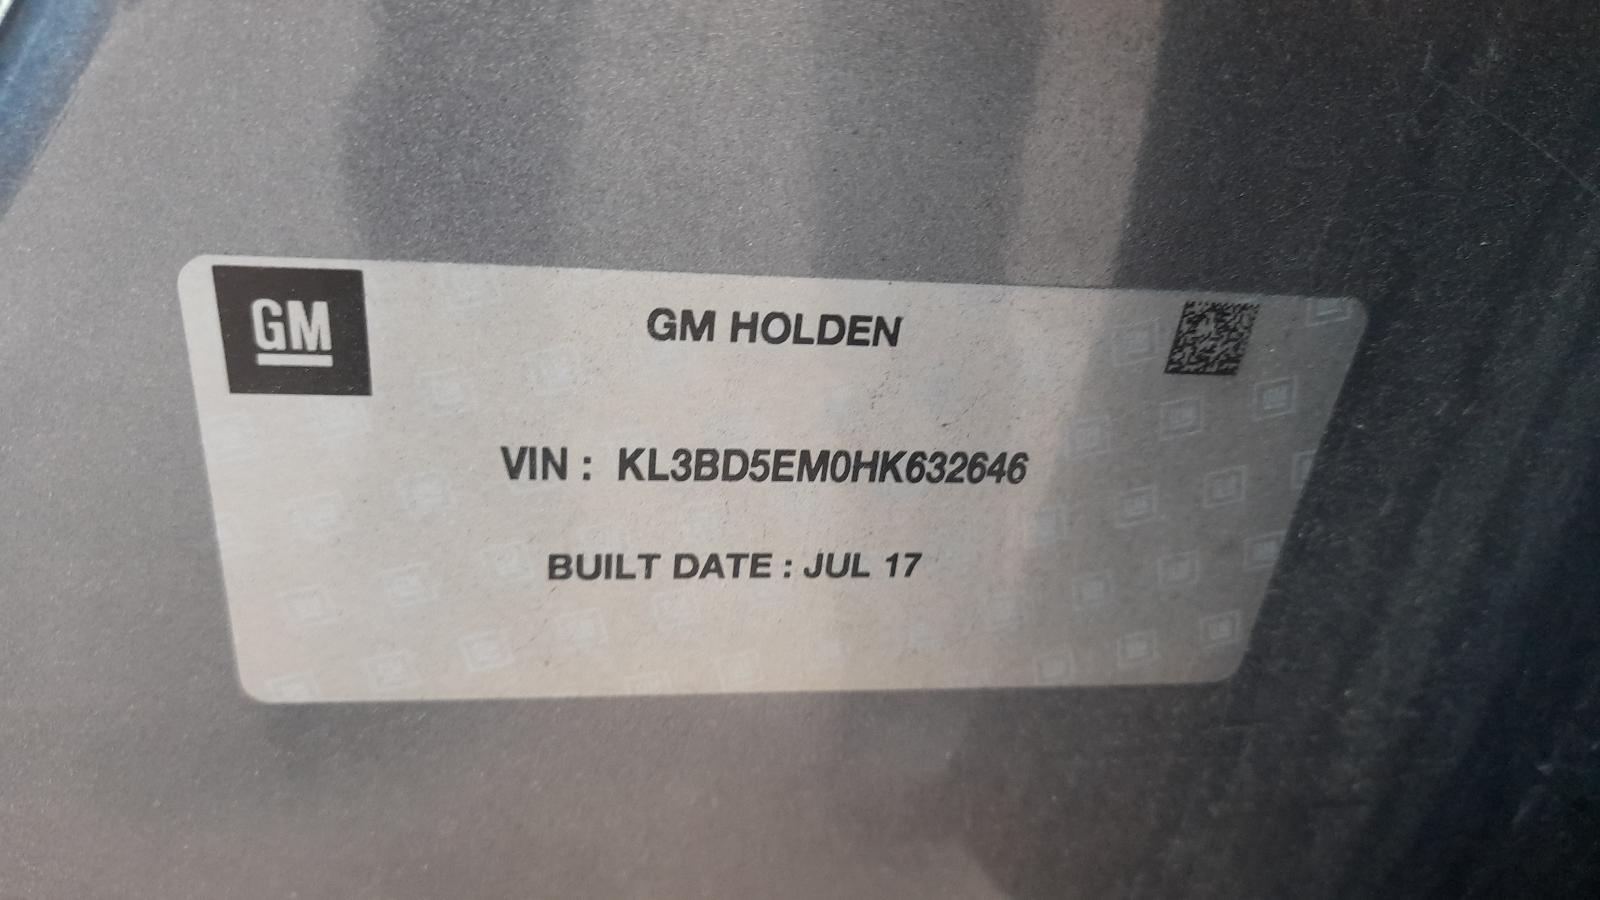 GM
GM HOLDEN
VIN : KL3BD5EM0HK632646
BUILT DATE : JUL 17